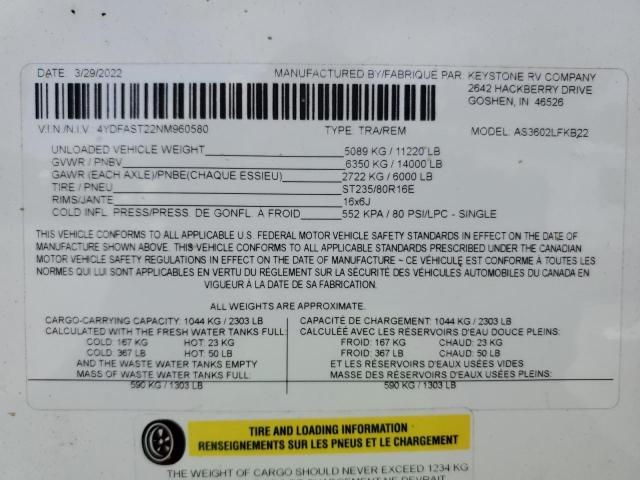 DATE: 3/29/2022 MANUFACTURED BY/FABRIQUÉ PAR: KEYSTONE RV COMPANY
2642 HACKBERRY DRIVE
GOSHEN, IN 46526
V.I.N./N.I.V: 4YDFAST22NM960580 TYPE: TRA/REM MODEL: AS3602LFKB22
UNLOADED VEHICLE WEIGHT: 5089 KG / 11220 LB
GVWR / PNBV 6350 KG / 14000 LB
GAWR (EACH AXLE)/PNBE(CHAQUE ESSIEU) 2722 KG / 6000 LB
TIRE / PNEU ST235/80R16E
RIMS/JANTE 16x6J
COLD INFL. PRESS/PRESS. DE GONFL. À FROID: 552 KPA / 80 PSI/LPC - SINGLE
THIS VEHICLE CONFORMS TO ALL APPLICABLE U.S. FEDERAL MOTOR VEHICLE SAFETY STANDARDS IN EFFECT ON THE DATE OF
MANUFACTURE SHOWN ABOVE. THIS VEHICLE CONFORMS TO ALL APPLICABLE STANDARDS PRESCRIBED UNDER THE CANADIAN
MOTOR VEHICLE SAFETY REGULATIONS IN EFFECT ON THE DATE OF MANUFACTURE ~ CE VÉHICULE EST CONFORME À TOUTES LES
NORMES QUI LUI SONT APPLICABLES EN VERTU DU RÈGLEMENT SUR LA SÉCURITÉ DES VÉHICULES AUTOMOBILES DU CANADA EN
VIGUEUR À LA DATE DE SA FABRICATION.
ALL WEIGHTS ARE APPROXIMATE.
CARGO-CARRYING CAPACITY: 1044 KG / 2303 LB
CALCULATED WITH THE FRESH WATER TANKS FULL:
COLD: 167 KG HOT: 23 KG
COLD: 367 LB HOT: 50 LB
AND THE WASTE WATER TANKS EMPTY
MASS OF WASTE WATER TANKS FULL:
590 KG / 1303 LB
CAPACITÉ DE CHARGEMENT: 1044 KG / 2303 LB
CALCULÉE AVEC LES RÉSERVOIRS D'EAU DOUCE PLEINS:
FROID: 167 KG CHAUD: 23 KG
FROID: 367 LB CHAUD: 50 LB
ET LES RÉSERVOIRS D'EAUX USÉES VIDES
MASSE DES RÉSERVOIRS D'EAUX USÉES PLEINS:
590 KG / 1303 LB
TIRE AND LOADING INFORMATION
RENSEIGNEMENTS SUR LES PNEUS ET LE CHARGEMENT
THE WEIGHT OF CARGO SHOULD NEVER EXCEED 1234 KG